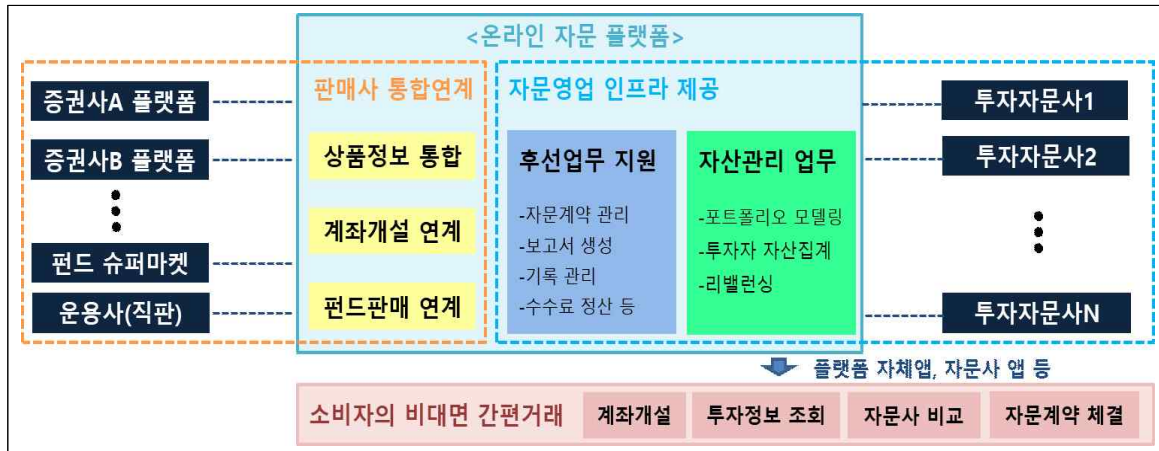 <온라인 자문 플랫폼>
판매사 통합연계
자문영업 인프라 제공
증권사A 플랫폼
증권사B 플랫폼
펀드 슈퍼마켓
운용사(직판)
상품정보 통합
계좌개설 연계
펀드판매 연계
후선업무 지원
-자문계약 관리
-보고서 생성
-기록 관리
-수수료 정산 등
자산관리 업무
-포트폴리오 모델링
-투자자 자산집계
-리밸런싱
투자자문사1
투자자문사2
투자자문사N
플랫폼 자체앱, 자문사 앱 등
소비자의 비대면 간편거래
계좌개설
투자정보 조회
자문사 비교
자문계약 체결